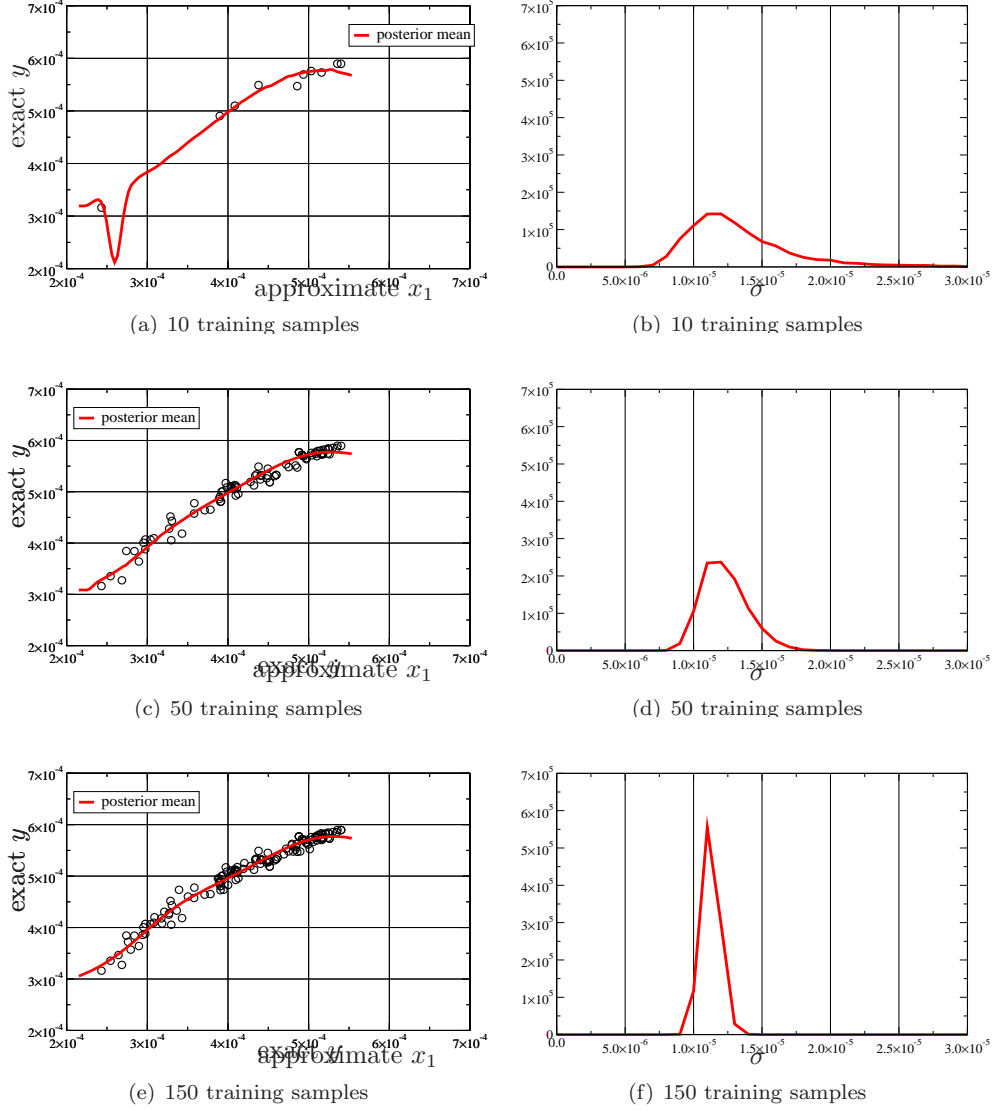 7×10⁻⁴
6×10⁻⁴
5×10⁻⁴
4×10⁻⁴
3×10⁻⁴
2×10⁻⁴
exact y
posterior mean
2×10⁻⁴ 3×10⁻⁴ 4×10⁻⁴ 5×10⁻⁴ 6×10⁻⁴ 7×10⁻⁴
approximate x₁
(a) 10 training samples
7×10⁵
6×10⁵
5×10⁵
4×10⁵
3×10⁵
2×10⁵
1×10⁵
0
0.0 5.0×10⁻⁶ 1.0×10⁻⁵ 1.5×10⁻⁵ 2.0×10⁻⁵ 2.5×10⁻⁵ 3.0×10⁻⁵
σ
(b) 10 training samples
7×10⁻⁴
6×10⁻⁴
5×10⁻⁴
4×10⁻⁴
3×10⁻⁴
2×10⁻⁴
exact y
posterior mean
2×10⁻⁴ 3×10⁻⁴ 4×10⁻⁴ 5×10⁻⁴ 6×10⁻⁴ 7×10⁻⁴
exact y
approximate x₁
(c) 50 training samples
7×10⁵
6×10⁵
5×10⁵
4×10⁵
3×10⁵
2×10⁵
1×10⁵
0
0.0 5.0×10⁻⁶ 1.0×10⁻⁵ 1.5×10⁻⁵ 2.0×10⁻⁵ 2.5×10⁻⁵ 3.0×10⁻⁵
σ
(d) 50 training samples
7×10⁻⁴
6×10⁻⁴
5×10⁻⁴
4×10⁻⁴
3×10⁻⁴
2×10⁻⁴
exact y
posterior mean
2×10⁻⁴ 3×10⁻⁴ 4×10⁻⁴ 5×10⁻⁴ 6×10⁻⁴ 7×10⁻⁴
exact y
approximate x₁
(e) 150 training samples
7×10⁵
6×10⁵
5×10⁵
4×10⁵
3×10⁵
2×10⁵
1×10⁵
0
0.0 5.0×10⁻⁶ 1.0×10⁻⁵ 1.5×10⁻⁵ 2.0×10⁻⁵ 2.5×10⁻⁵ 3.0×10⁻⁵
σ
(f) 150 training samples